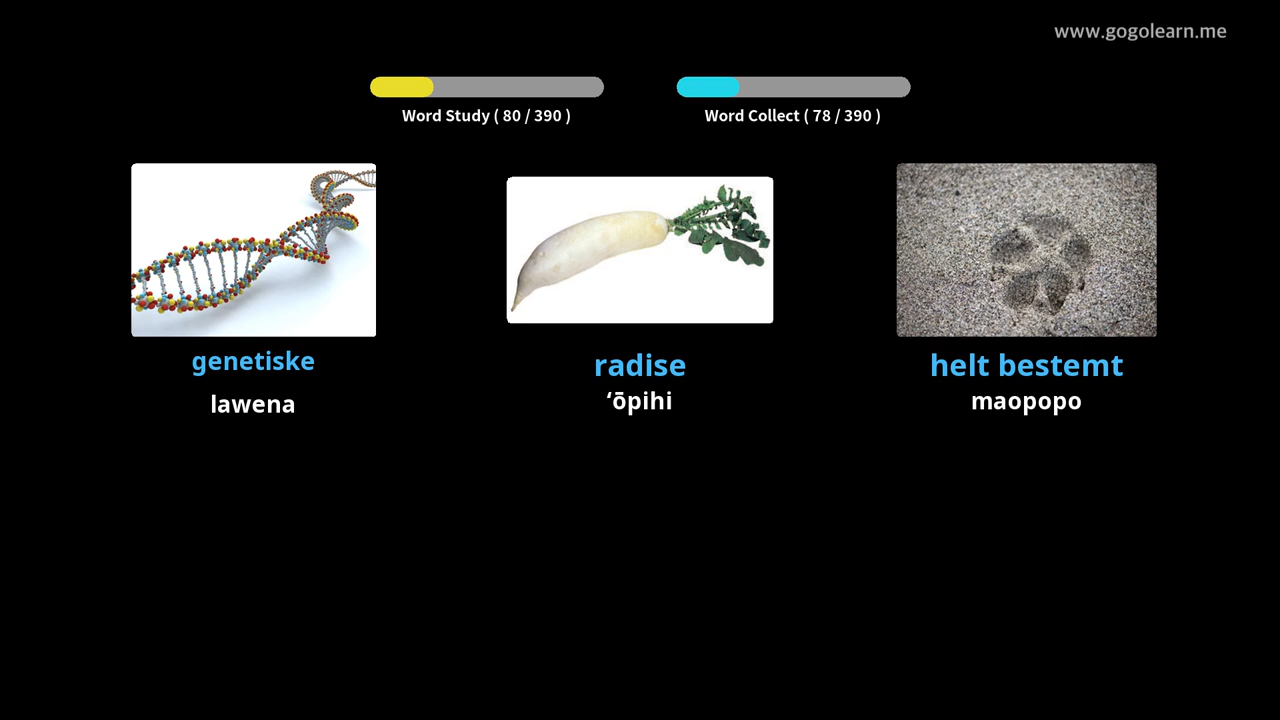 www.gogolearn.me
Word Study ( 80 / 390 )
Word Collect ( 78 / 390 )
genetiske
lawena
radise
ʻōpihi
helt bestemt
maopopo